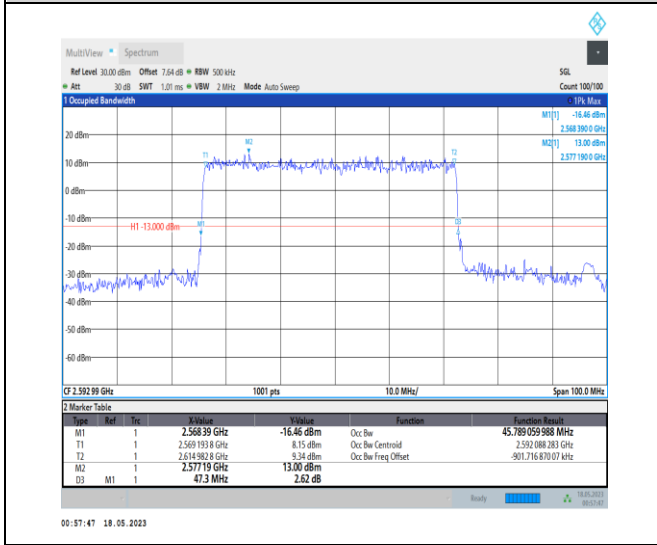 MultiView Spectrum
Ref Level 30.00 dBm Offset 7.64 dB RBW 500 kHz SGL
Att 30 dB SWT 1.01 ms VBW 2 MHz Mode Auto Sweep Count 100/100
1 Occupied Bandwidth 1Pk Max
M1[1] -16.46 dBm
2.568 390 0 GHz
M2[1] 13.00 dBm
2.577 190 0 GHz
20 dBm
M2
T1
T2
10 dBm
0 dBm
-10 dBm
H1 -13.000 dBm
M1
D3
-20 dBm
-30 dBm
-40 dBm
-50 dBm
-60 dBm
CF 2.592 99 GHz 1001 pts 10.0 MHz/ Span 100.0 MHz
2 Marker Table
Type Ref Trc X-Value Y-Value Function Function Result
M1 1 2.568 39 GHz -16.46 dBm Occ Bw 45.789 059 988 MHz
T1 1 2.569 193 8 GHz 8.15 dBm Occ Bw Centroid 2.592 088 283 GHz
T2 1 2.614 982 8 GHz 9.34 dBm Occ Bw Freq Offset -901.716 870 07 kHz
M2 1 2.577 19 GHz 13.00 dBm
D3 M1 1 47.3 MHz 2.62 dB
Ready 18.05.2023
00:57:47
00:57:47 18.05.2023